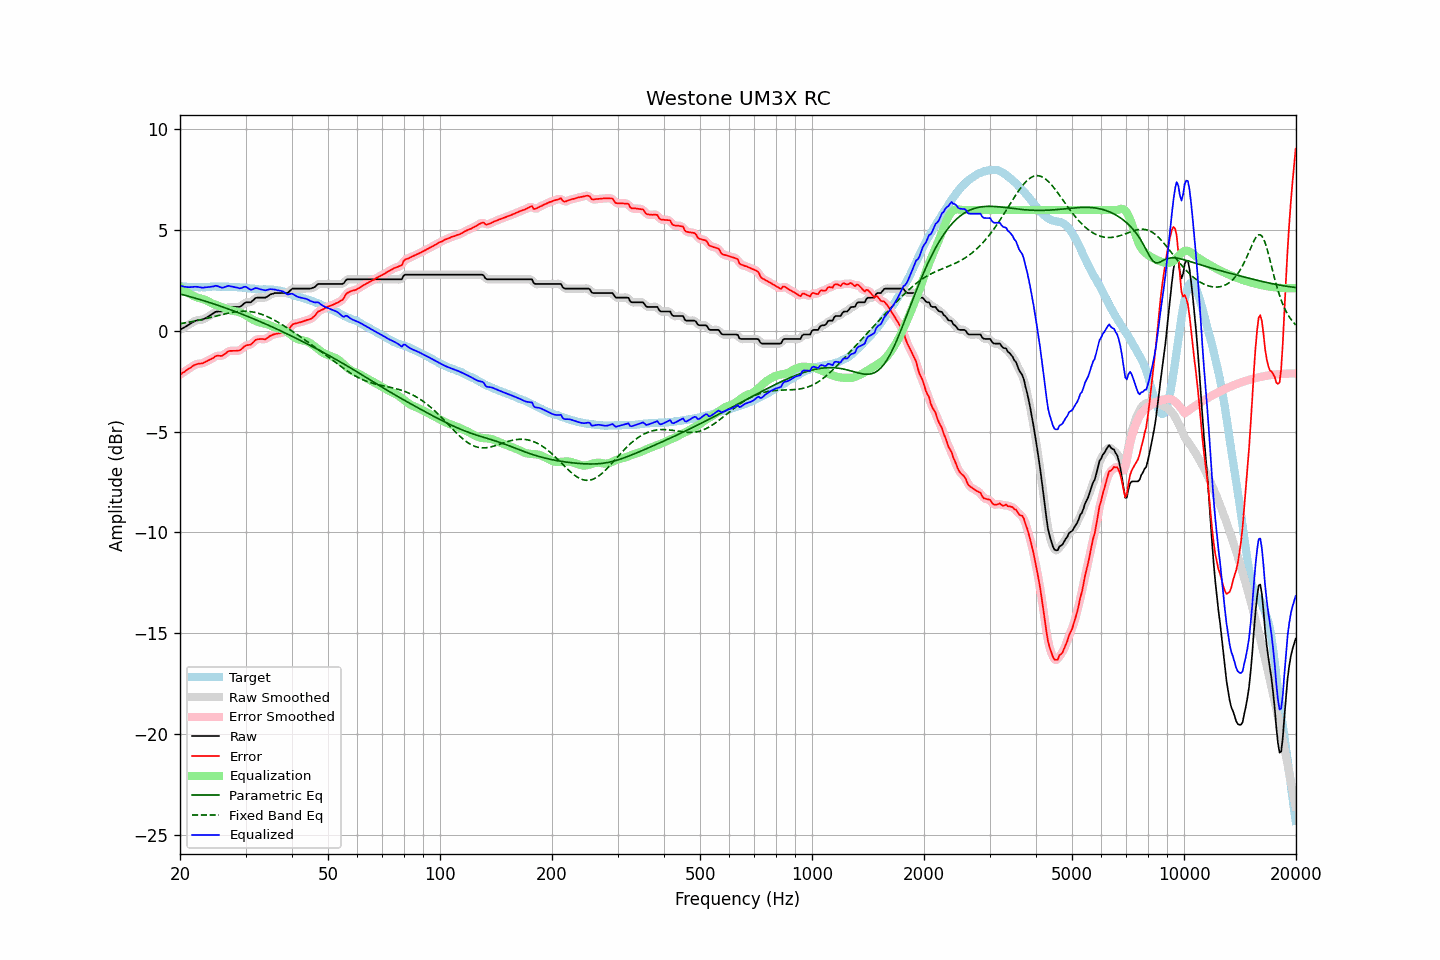 Westone UM3X RC
10
5
0
−5
−10
−15
−20
−25
Amplitude (dBr)
Target
Raw Smoothed
Error Smoothed
Raw
Error
Equalization
Parametric Eq
Fixed Band Eq
Equalized
20 50 100 200 500 1000 2000 5000 10000 20000
Frequency (Hz)